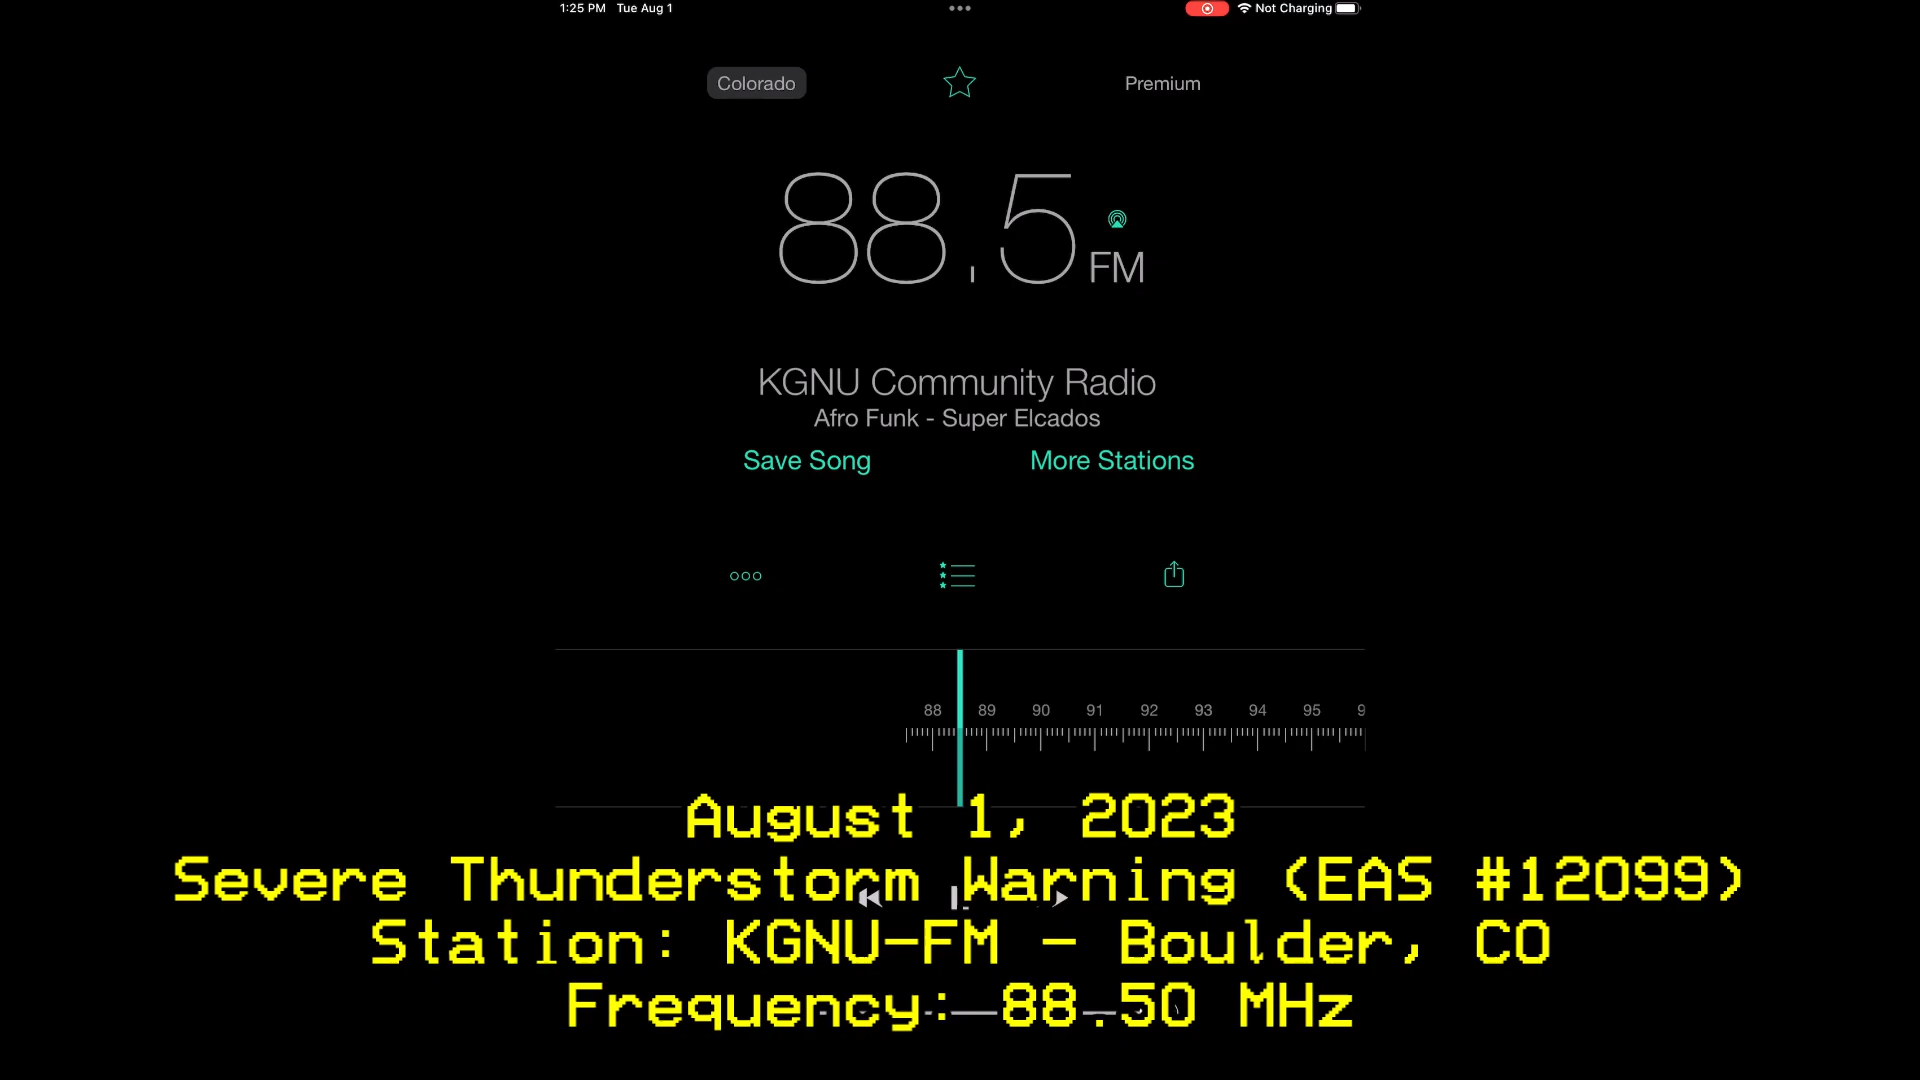 1:25 PM Tue Aug 1
Not Charging
Colorado
Premium
88.5 FM
KGNU Community Radio
Afro Funk - Super Elcados
Save Song
More Stations
88 89 90 91 92 93 94 95 9
August 1, 2023
Severe Thunderstorm Warning (EAS #12099)
Station: KGNU-FM - Boulder, CO
Frequency: 88.50 MHz